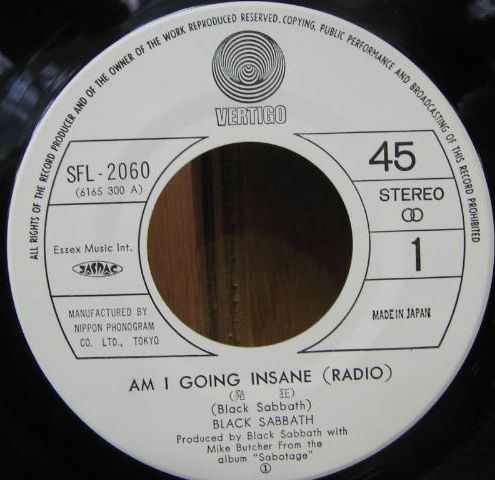 ALL RIGHTS OF THE RECORD PRODUCER AND OF THE OWNER OF THE WORK REPRODUCED RESERVED. COPYING, PUBLIC PERFORMANCE AND BROADCASTING OF THIS RECORD PROHIBITED
VERTIGO
SFL-2060
(6165 300 A)
Essex Music Int.
JASRAC
MANUFACTURED BY
NIPPON PHONOGRAM
CO. LTD., TOKYO
45
STEREO
1
MADE IN JAPAN
AM I GOING INSANE (RADIO)
(発 狂)
(Black Sabbath)
BLACK SABBATH
Produced by Black Sabbath with
Mike Butcher From the
album "Sabotage"
①